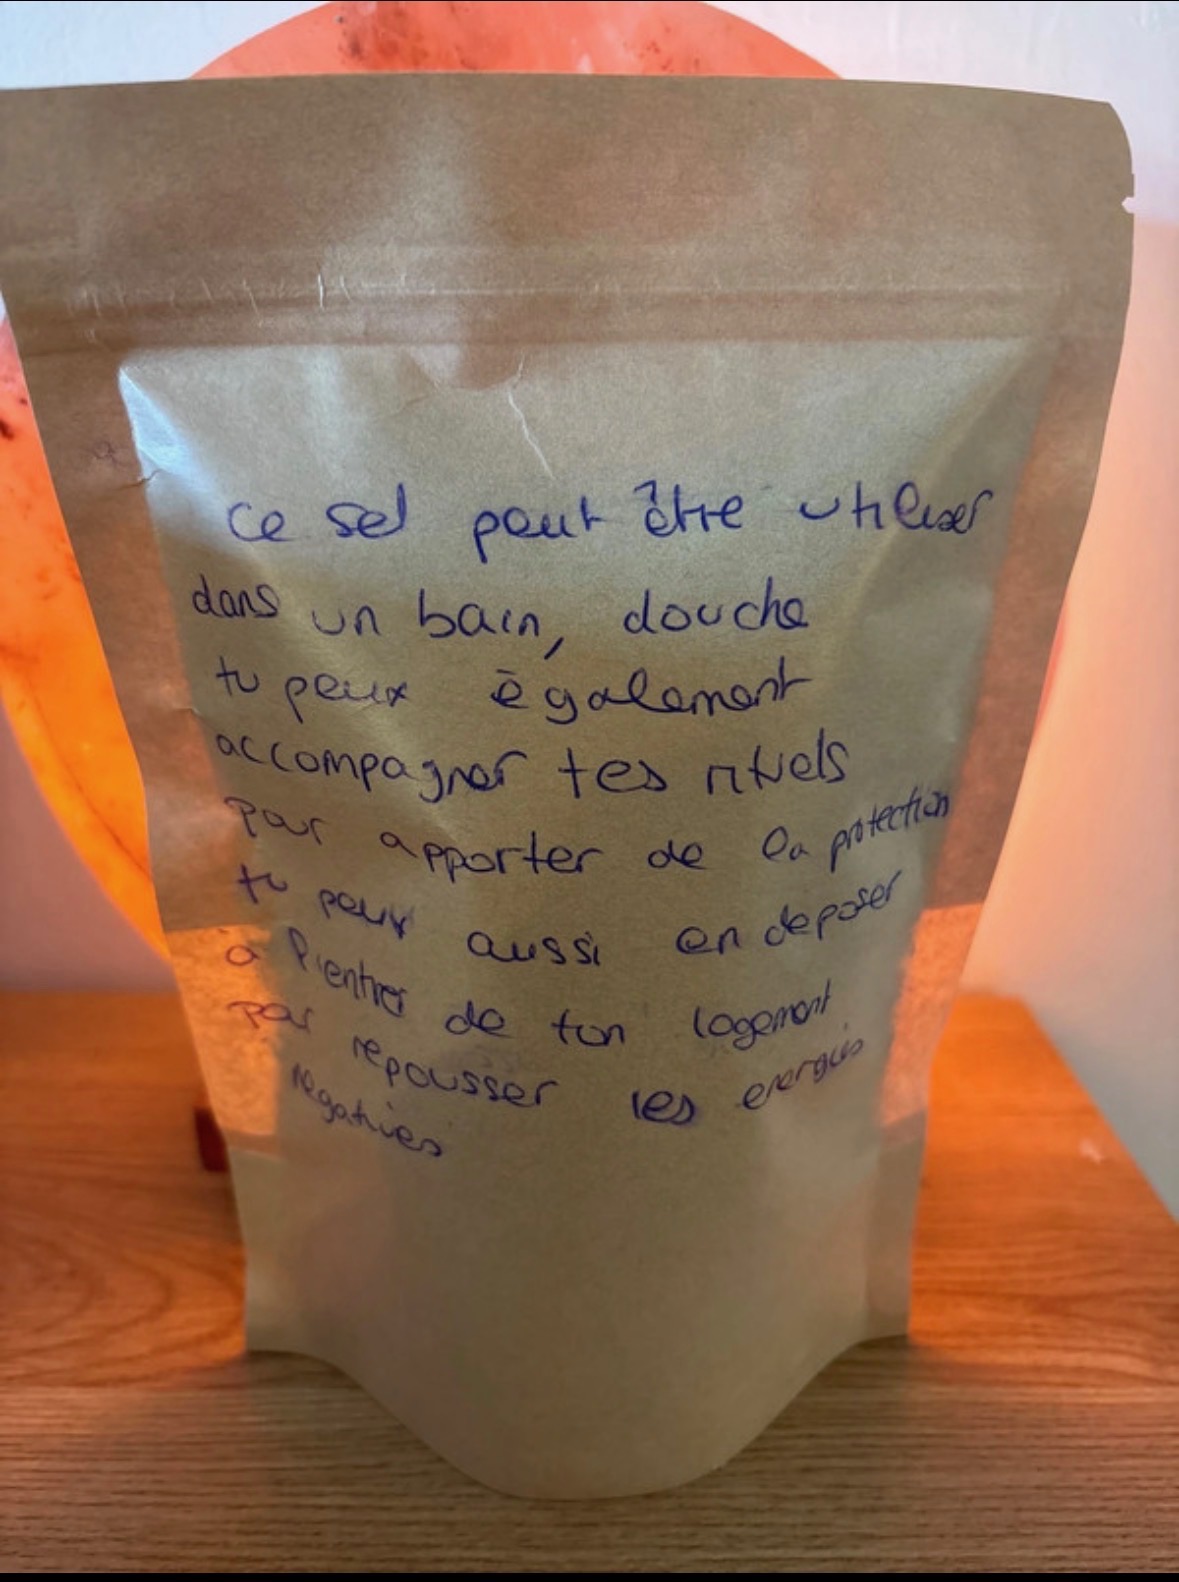 ce sel peut être utiliser
dans un bain, douche
tu peux également
accompagner tes rituels
pour apporter de la protection
tu peux aussi en deposer
à l'entrer de ton logement
pour repousser les energies
negatives